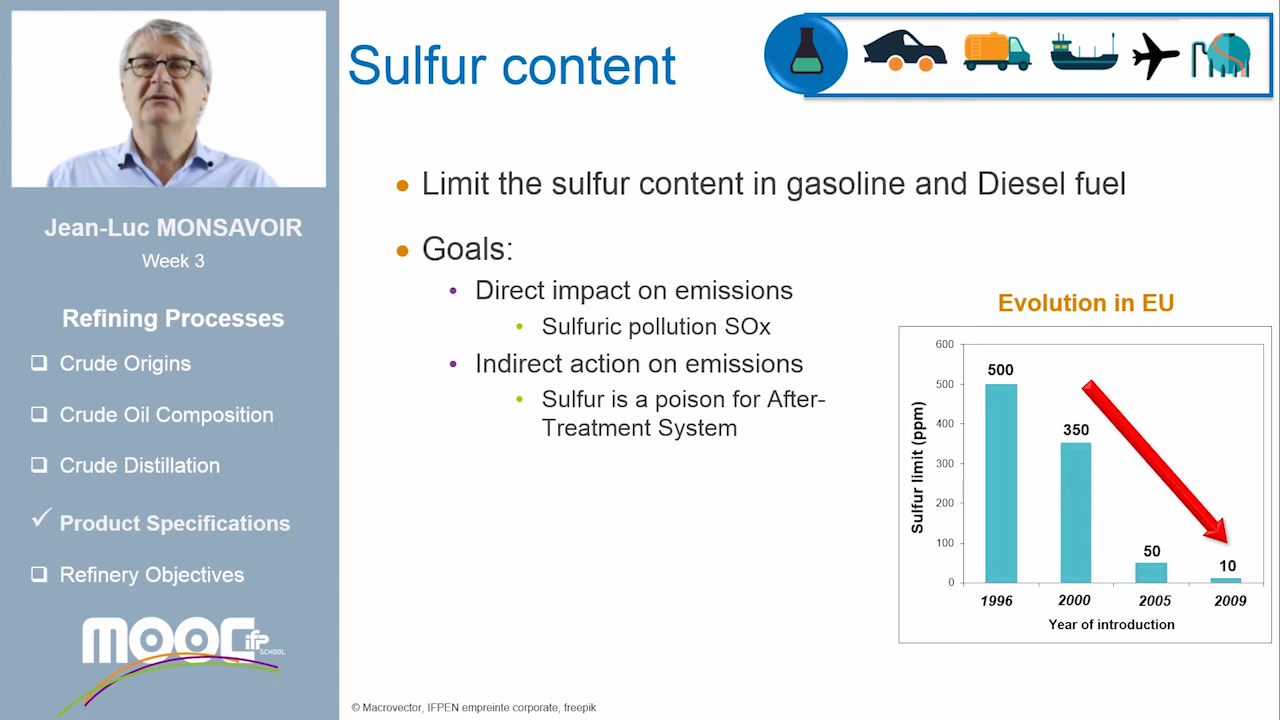 Sulfur content
Jean-Luc MONSAVOIR
Week 3
Refining Processes
Crude Origins
Crude Oil Composition
Crude Distillation
Product Specifications
Refinery Objectives
MOOC
ifp
SCHOOL
• Limit the sulfur content in gasoline and Diesel fuel
• Goals:
• Direct impact on emissions
• Sulfuric pollution SOx
• Indirect action on emissions
• Sulfur is a poison for After-
Treatment System
Evolution in EU
Sulfur limit (ppm)
600
500
400
300
200
100
0
500
350
50
10
1996 2000 2005 2009
Year of introduction
© Macrovector, IFPEN empreinte corporate, freepik